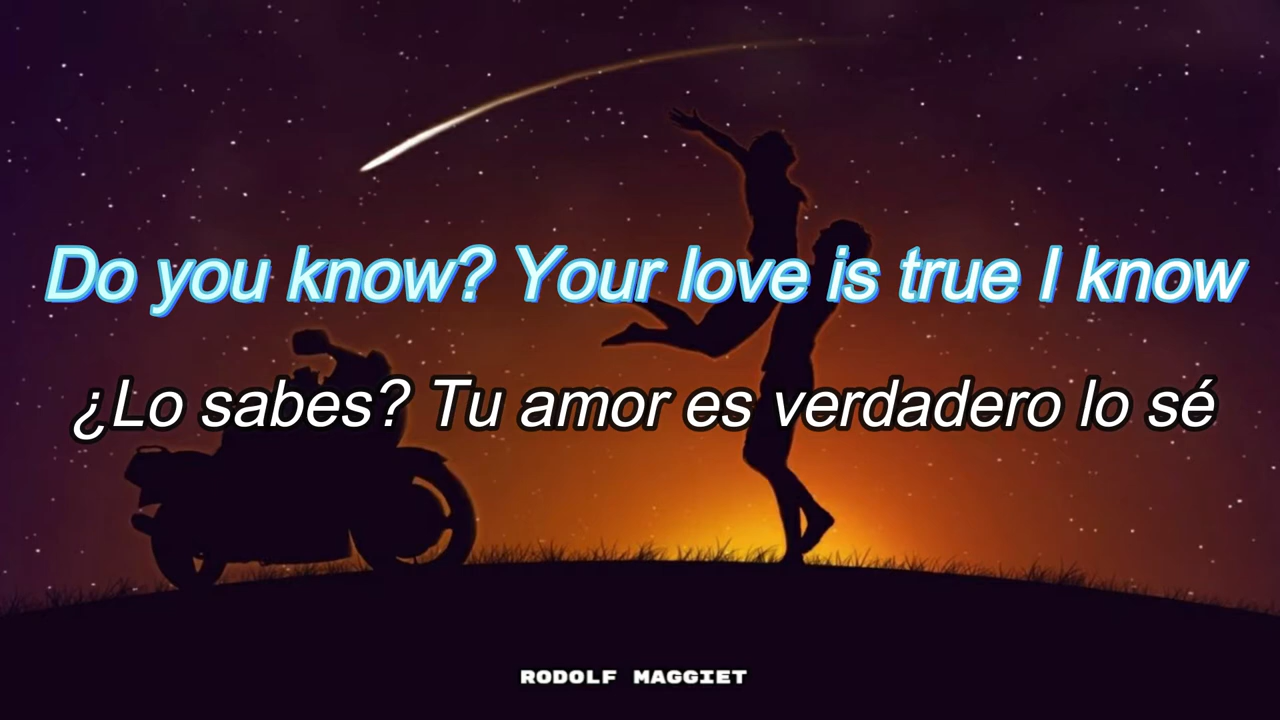 Do you know? Your love is true I know
¿Lo sabes? Tu amor es verdadero lo sé
RODOLF MAGGIET